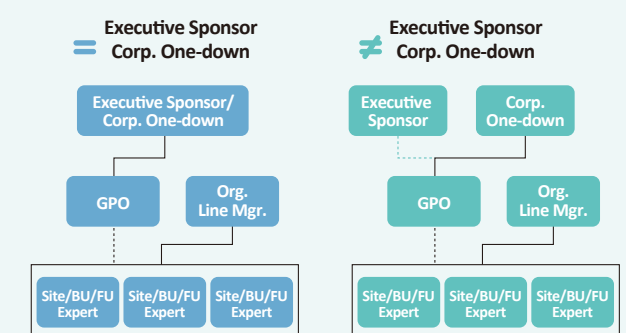 = Executive Sponsor
Corp. One-down
Executive Sponsor/
Corp. One-down
GPO
Org.
Line Mgr.
Site/BU/FU
Expert
Site/BU/FU
Expert
Site/BU/FU
Expert
≠ Executive Sponsor
Corp. One-down
Executive
Sponsor
Corp.
One-down
GPO
Org.
Line Mgr.
Site/BU/FU
Expert
Site/BU/FU
Expert
Site/BU/FU
Expert